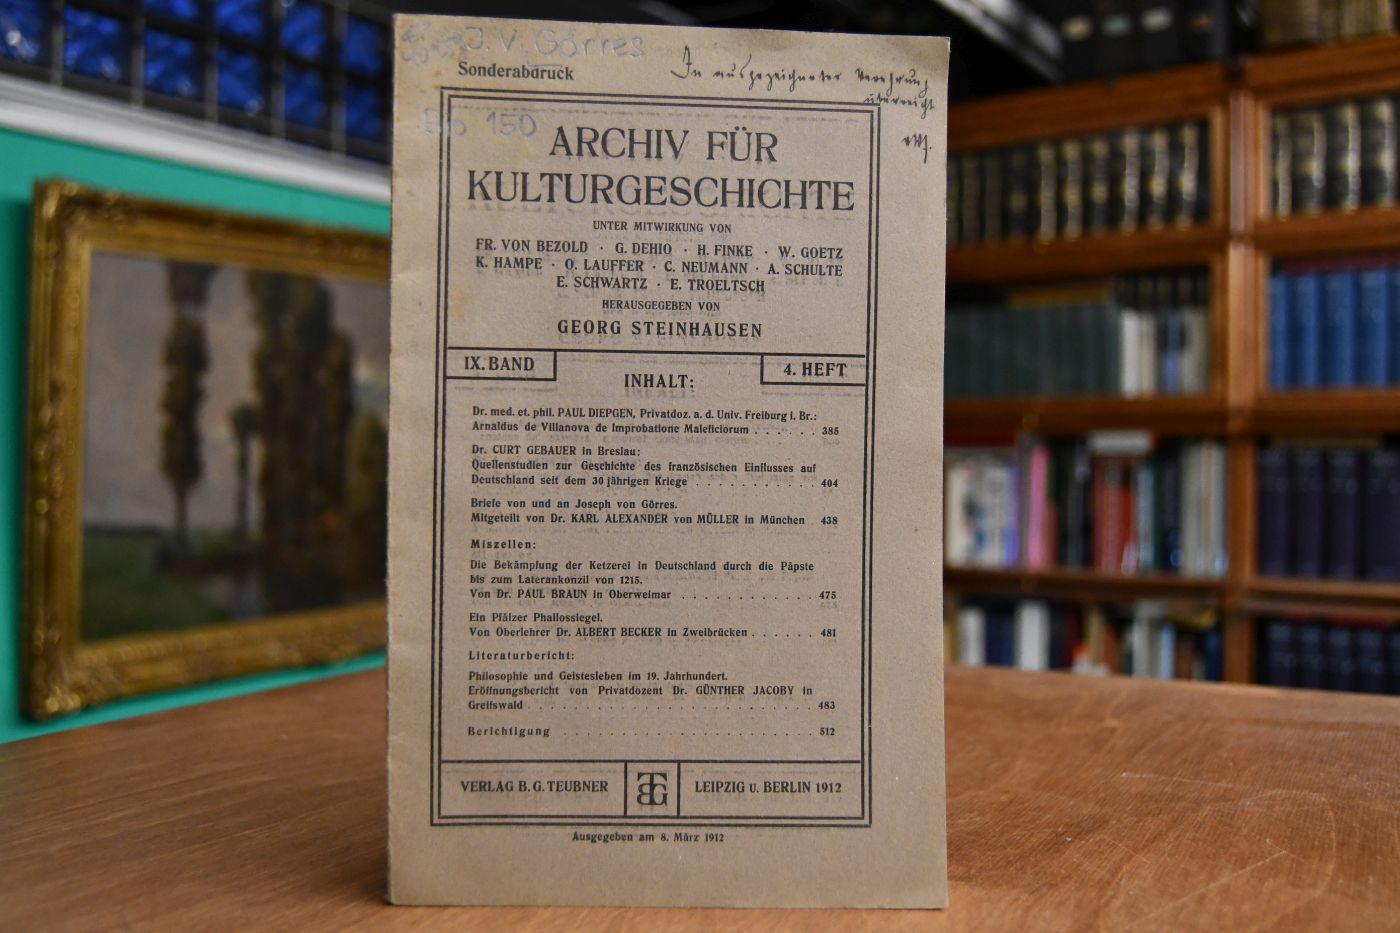 J. V. Görres
Sonderabdruck
In ausgezeichneter Verehrung
überreicht
150
ARCHIV FÜR
KULTURGESCHICHTE
UNTER MITWIRKUNG VON
FR. VON BEZOLD · G. DEHIO · H. FINKE · W. GOETZ
K. HAMPE · O. LAUFFER · C. NEUMANN · A. SCHULTE
E. SCHWARTZ · E. TROELTSCH
HERAUSGEGEBEN VON
GEORG STEINHAUSEN
IX. BAND
4. HEFT
INHALT:
Dr. med. et. phil. PAUL DIEPGEN, Privatdoz. a. d. Univ. Freiburg i. Br.:
Arnaldus de Villanova de Improbatione Maleficiorum . . . . . . 385
Dr. CURT GEBAUER in Breslau:
Quellenstudien zur Geschichte des französischen Einflusses auf
Deutschland seit dem 30 jährigen Kriege . . . . . . . . . . . 404
Briefe von und an Joseph von Görres.
Mitgeteilt von Dr. KARL ALEXANDER von MÜLLER in München 438
Miszellen:
Die Bekämpfung der Ketzerei in Deutschland durch die Päpste
bis zum Laterankonzil von 1215.
Von Dr. PAUL BRAUN in Oberweimar . . . . . . . . . . . . 475
Ein Pfälzer Phallossiegel.
Von Oberlehrer Dr. ALBERT BECKER in Zweibrücken . . . . . . 481
Literaturbericht:
Philosophie und Geistesleben im 19. Jahrhundert.
Eröffnungsbericht von Privatdozent Dr. GÜNTHER JACOBY in
Greifswald . . . . . . . . . . . . . . . . . . . . . . . . 483
Berichtigung . . . . . . . . . . . . . . . . . . . . . 512
VERLAG B. G. TEUBNER
BTG
LEIPZIG U. BERLIN 1912
Ausgegeben am 8. März 1912